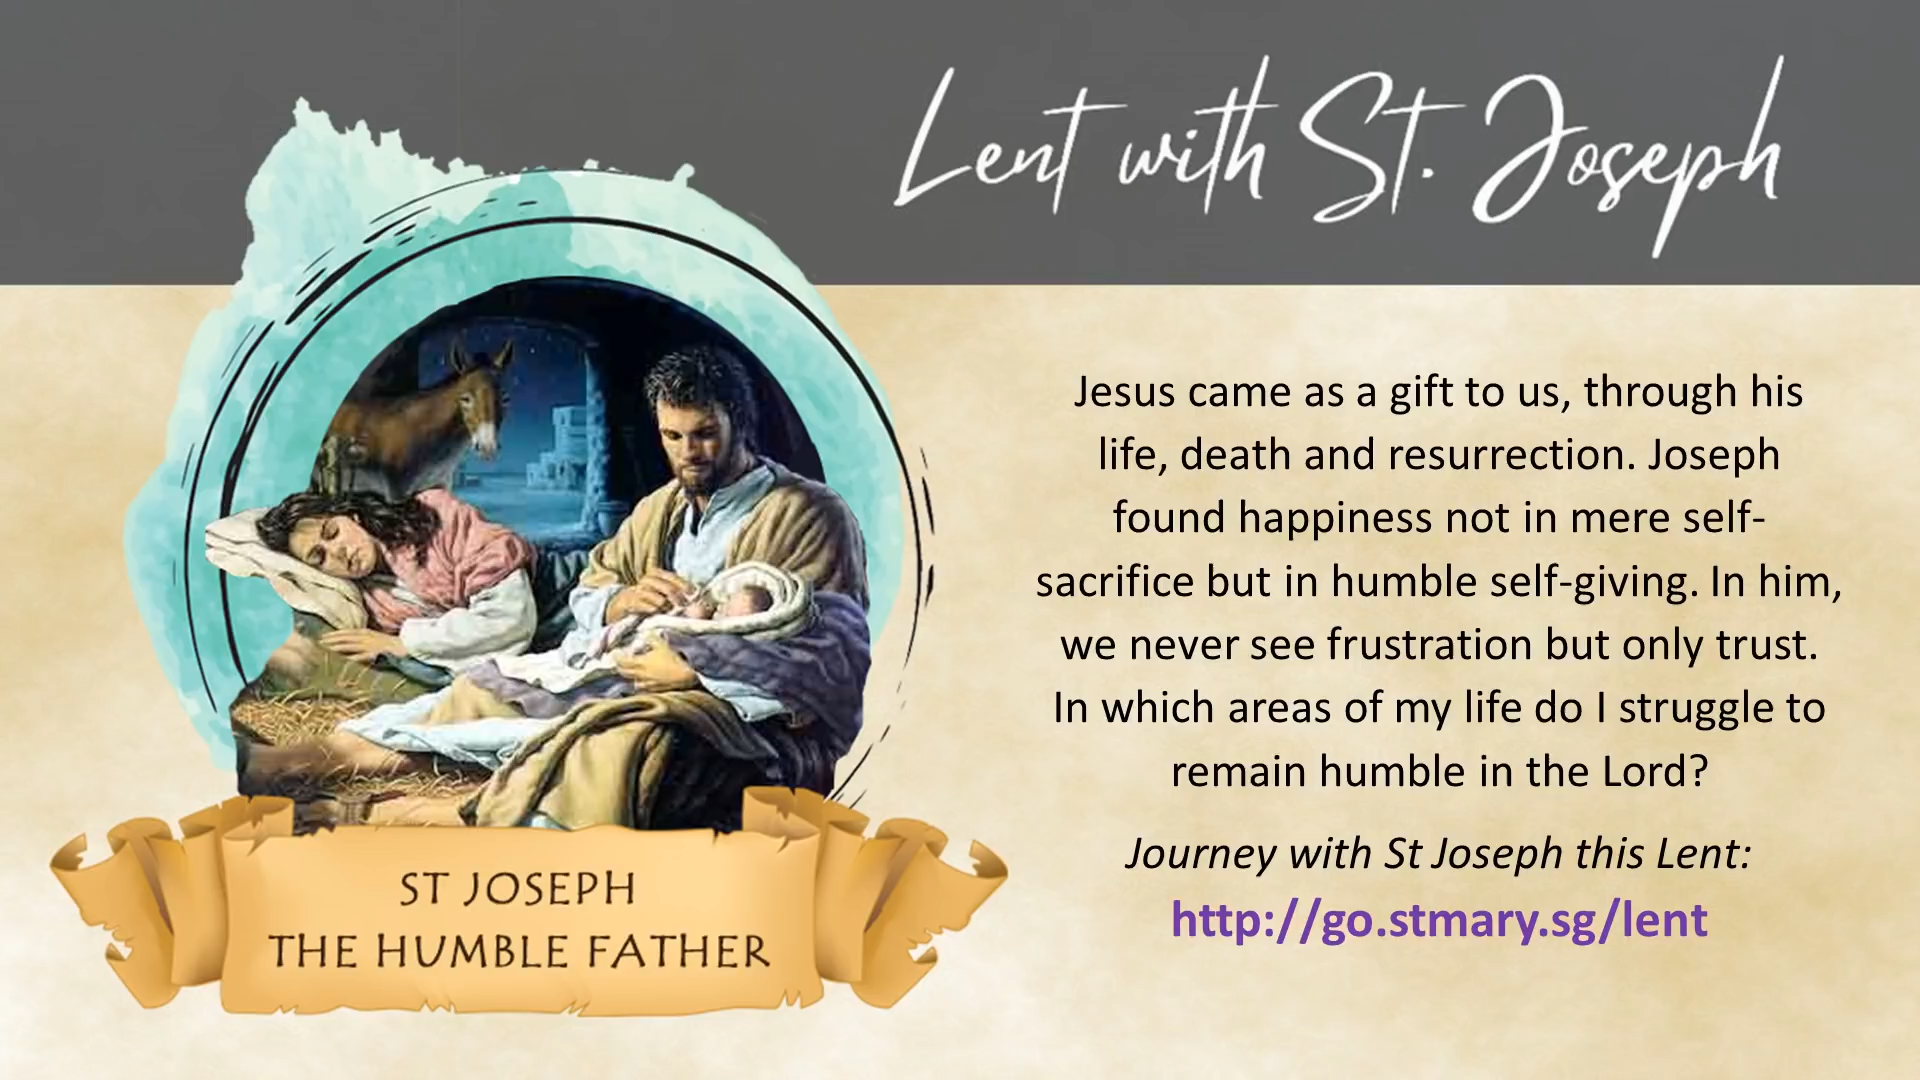 Lent with St. Joseph
Jesus came as a gift to us, through his
life, death and resurrection. Joseph
found happiness not in mere self-
sacrifice but in humble self-giving. In him,
we never see frustration but only trust.
In which areas of my life do I struggle to
remain humble in the Lord?
Journey with St Joseph this Lent:
http://go.stmary.sg/lent
ST JOSEPH
THE HUMBLE FATHER